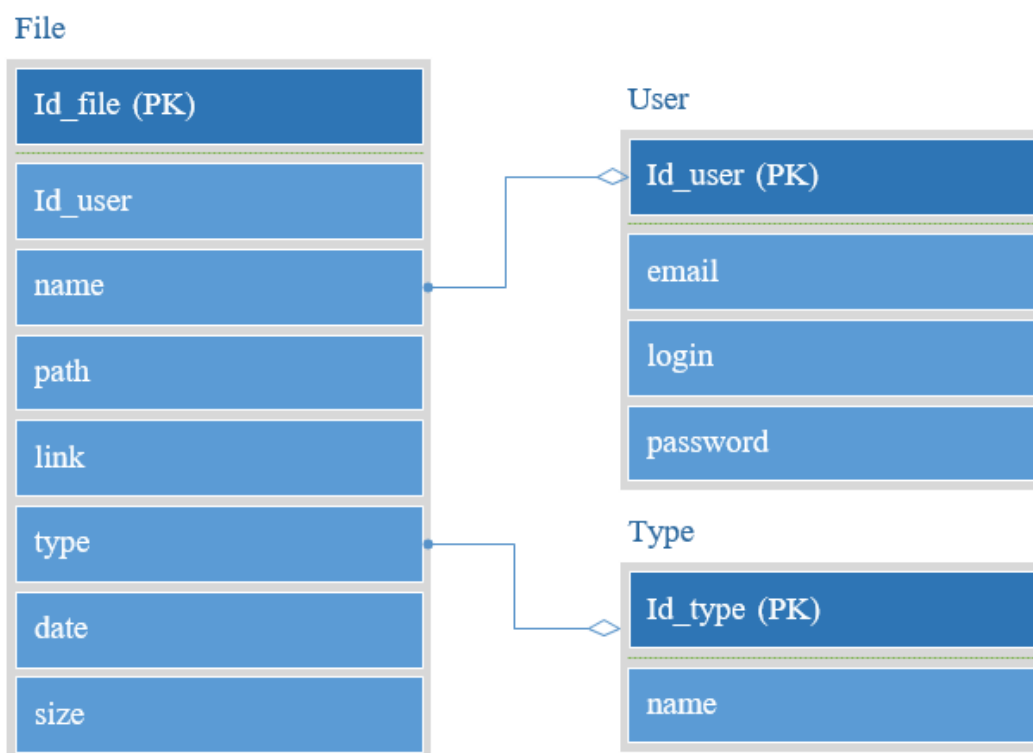 File
Id_file (PK)
Id_user
name
path
link
type
date
size
User
Id_user (PK)
email
login
password
Type
Id_type (PK)
name